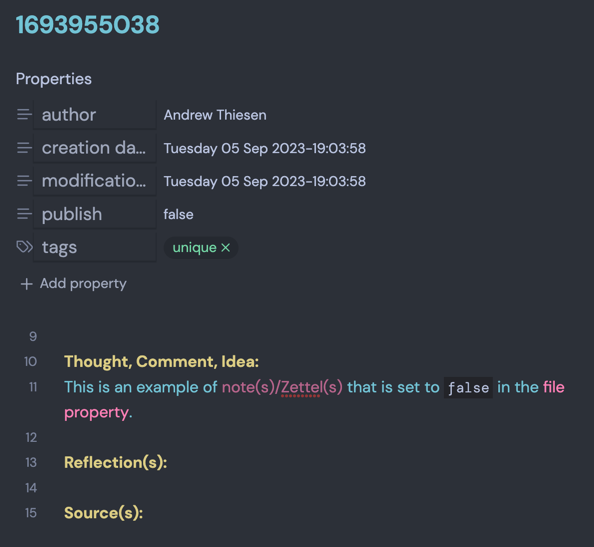 1693955038
Properties
author Andrew Thiesen
creation da... Tuesday 05 Sep 2023-19:03:58
modificatio... Tuesday 05 Sep 2023-19:03:58
publish false
tags unique ×
+ Add property
9
10 Thought, Comment, Idea:
11 This is an example of note(s)/Zettel(s) that is set to false in the file
property.
12
13 Reflection(s):
14
15 Source(s):